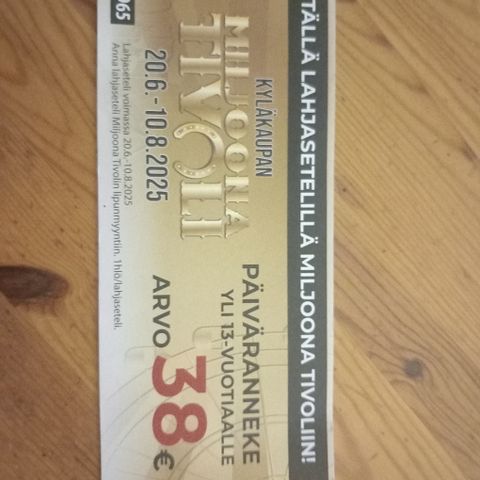 TÄLLÄ LAHJASETELILLÄ MILJOONA TIVOLIIN!
KYLÄKAUPAN
MILJOONA
TIVOLI
20.6.-10.8.2025
PÄIVÄRANNEKE
YLI 13-VUOTIAALLE
ARVO 38€
Lahjaseteli voimassa 20.6.-10.8.2025
Anna lahjaseteli Miljoona Tivolin lipunmyyntiin. 1hlö/lahjaseteli.
065